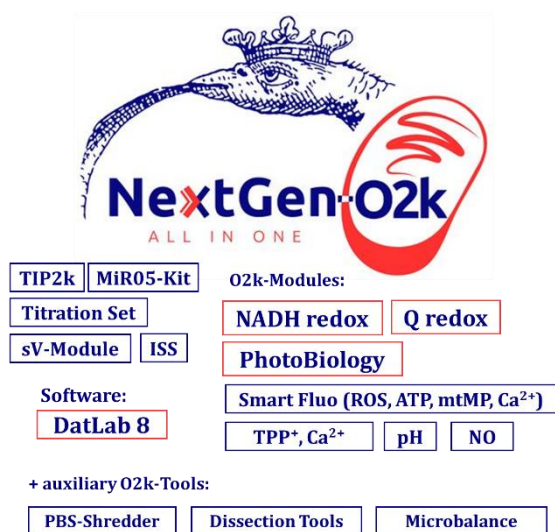 NextGen-O2k
ALL IN ONE
TIP2k MiR05-Kit
Titration Set
sV-Module ISS
Software:
DatLab 8
O2k-Modules:
NADH redox Q redox
PhotoBiology
Smart Fluo (ROS, ATP, mtMP, Ca²⁺)
TPP⁺, Ca²⁺ pH NO
+ auxiliary O2k-Tools:
PBS-Shredder Dissection Tools Microbalance